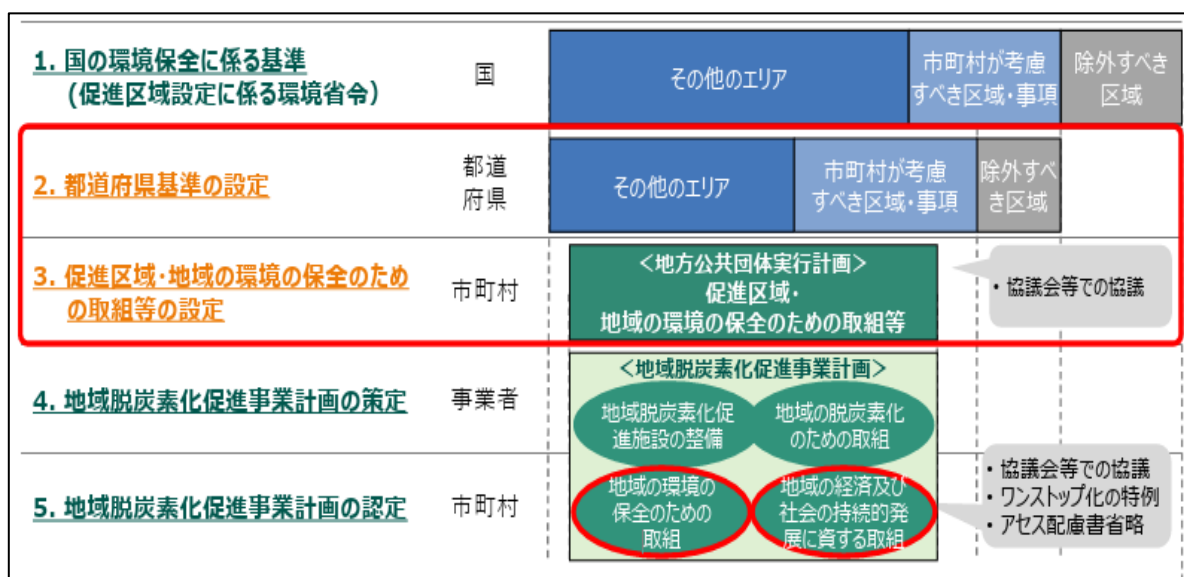 1. 国の環境保全に係る基準
(促進区域設定に係る環境省令)
国
その他のエリア
市町村が考慮
すべき区域・事項
除外すべき
区域
2. 都道府県基準の設定
都道
府県
その他のエリア
市町村が考慮
すべき区域・事項
除外すべ
き区域
3. 促進区域・地域の環境の保全のため
の取組等の設定
市町村
<地方公共団体実行計画>
促進区域・
地域の環境の保全のための取組等
・協議会等での協議
4. 地域脱炭素化促進事業計画の策定
事業者
<地域脱炭素化促進事業計画>
地域脱炭素化促
進施設の整備
地域の脱炭素化
のための取組
5. 地域脱炭素化促進事業計画の認定
市町村
地域の環境の
保全のための
取組
地域の経済及び
社会の持続的発
展に資する取組
・協議会等での協議
・ワンストップ化の特例
・アセス配慮書省略